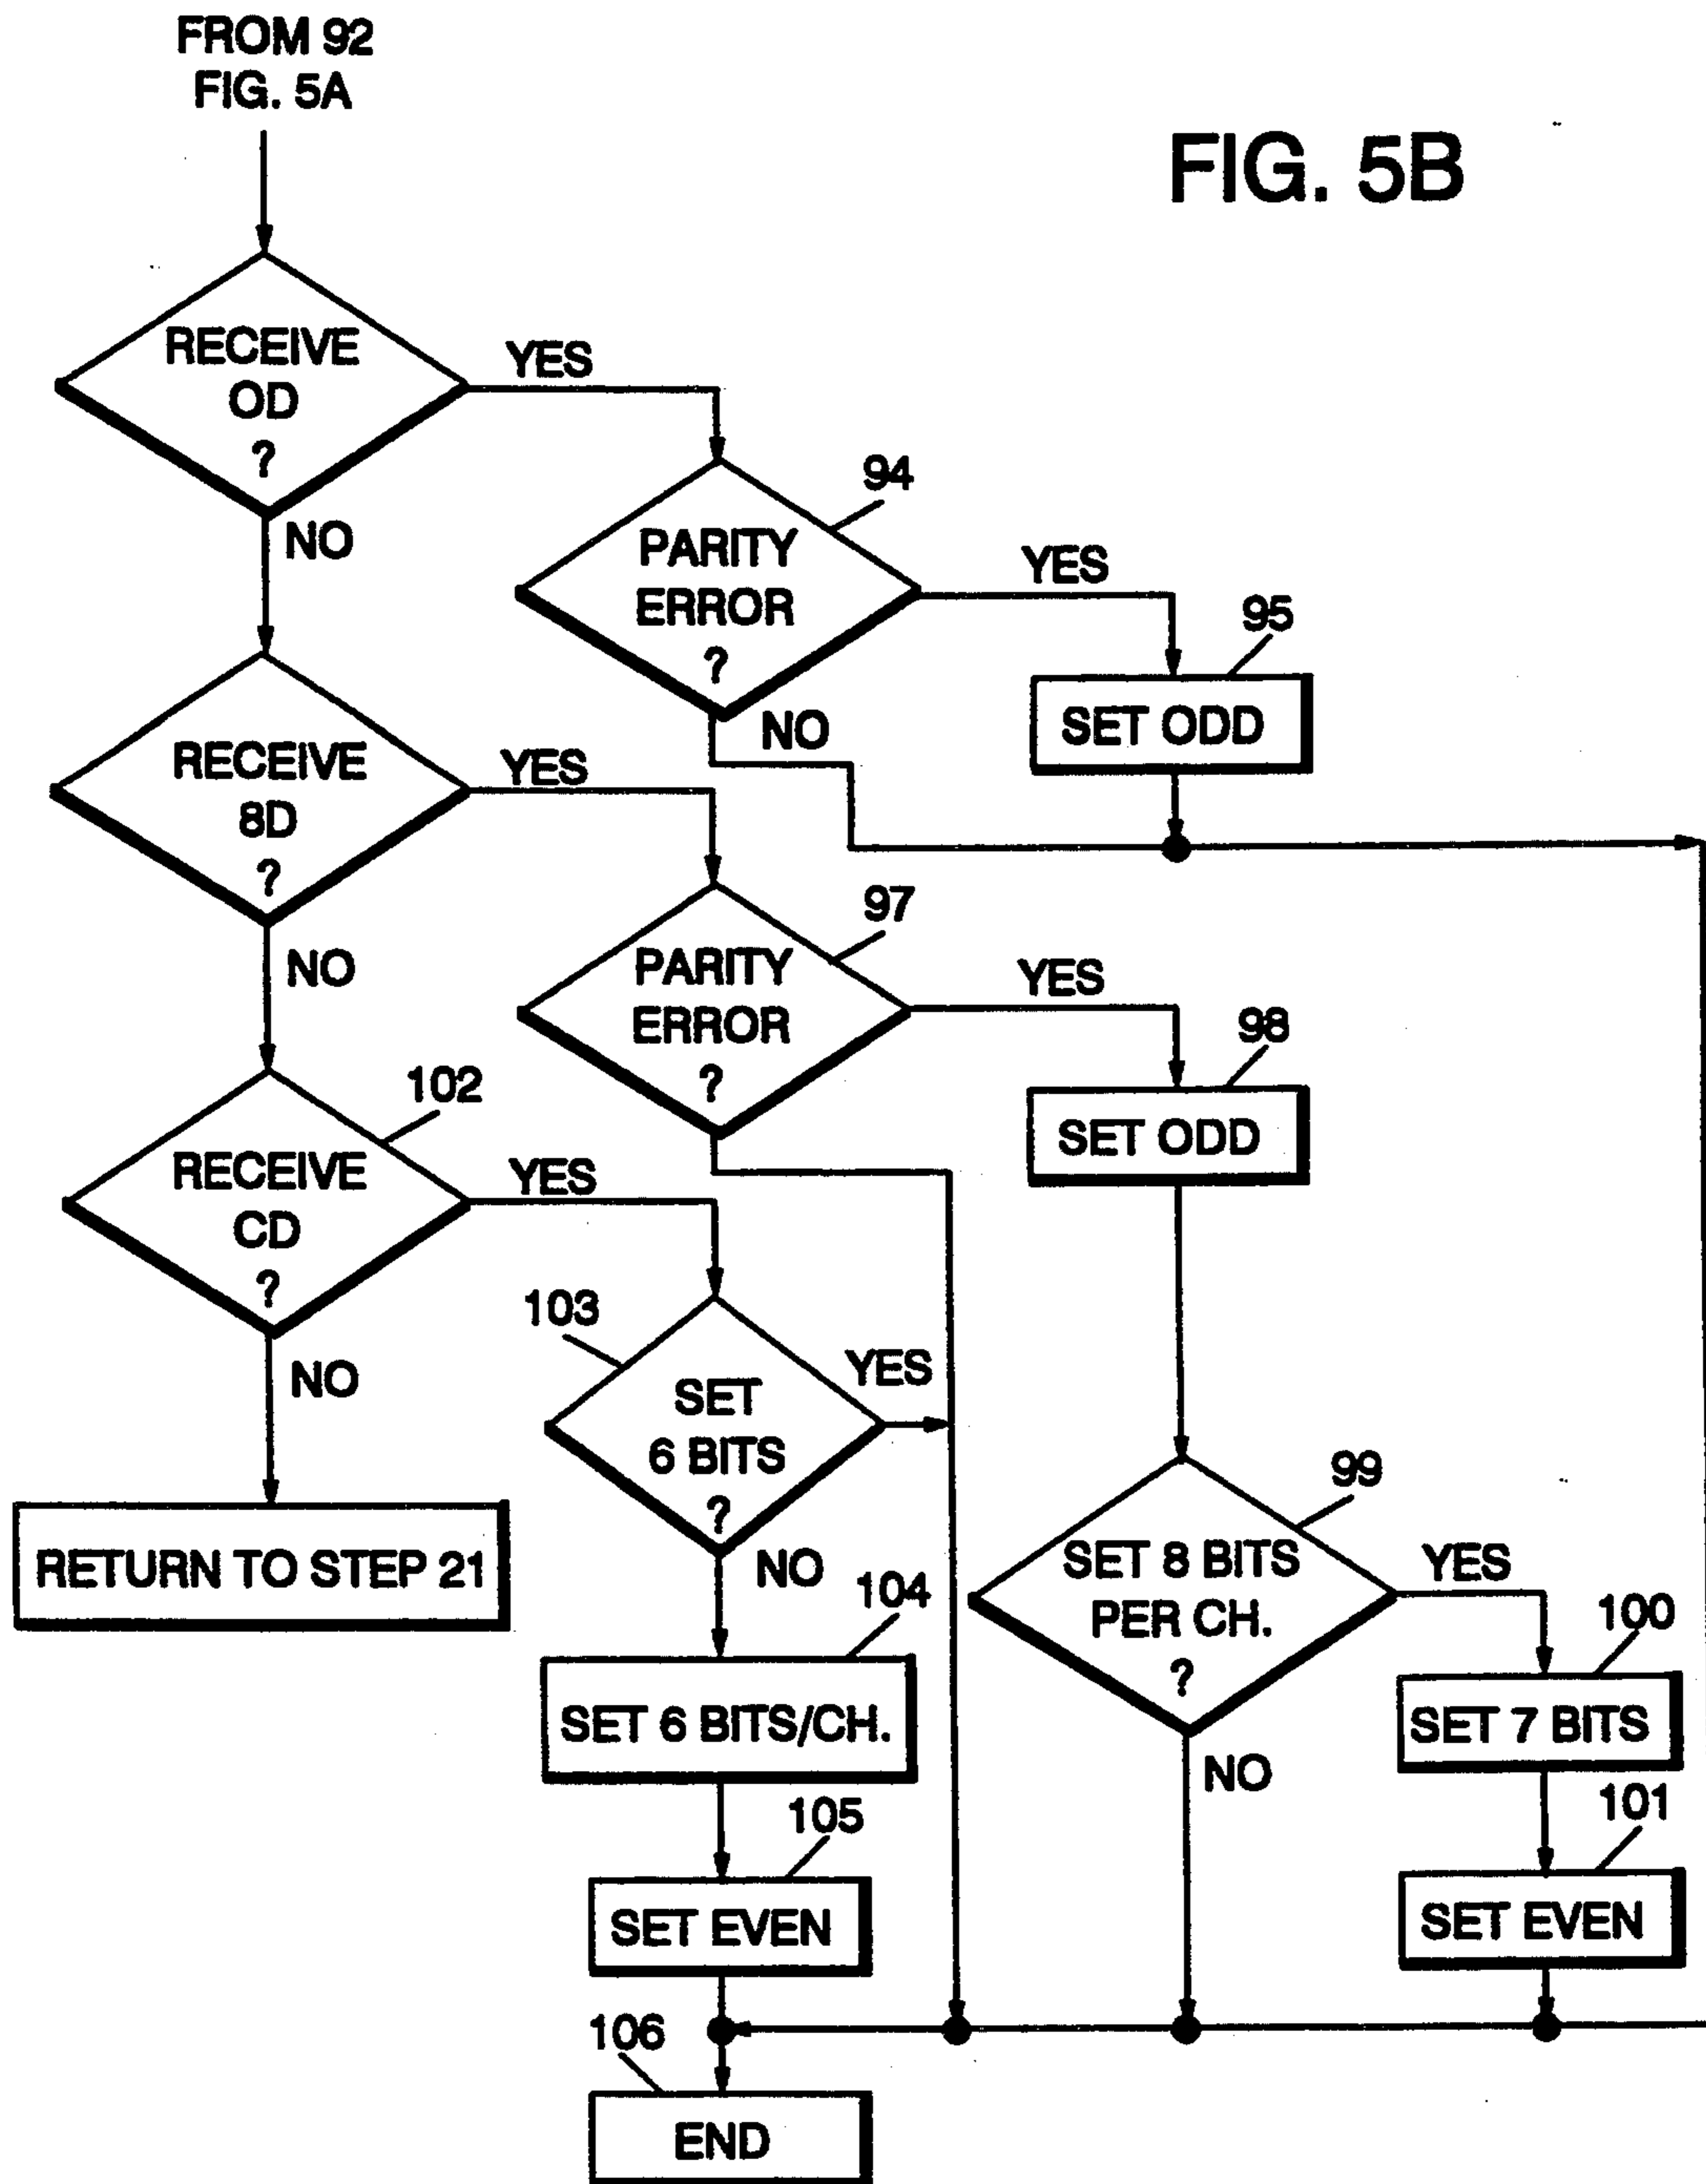 FROM 92
FIG. 5A
FIG. 5B
RECEIVE
OD
?
YES
NO
94
PARITY
ERROR
?
YES
NO
95
SET ODD
RECEIVE
8D
?
YES
NO
97
PARITY
ERROR
?
YES
98
SET ODD
102
RECEIVE
CD
?
YES
NO
RETURN TO STEP 21
103
SET
6 BITS
?
YES
NO
99
SET 8 BITS
PER CH.
?
YES
NO
100
SET 7 BITS
101
SET EVEN
104
SET 6 BITS/CH.
105
SET EVEN
106
END